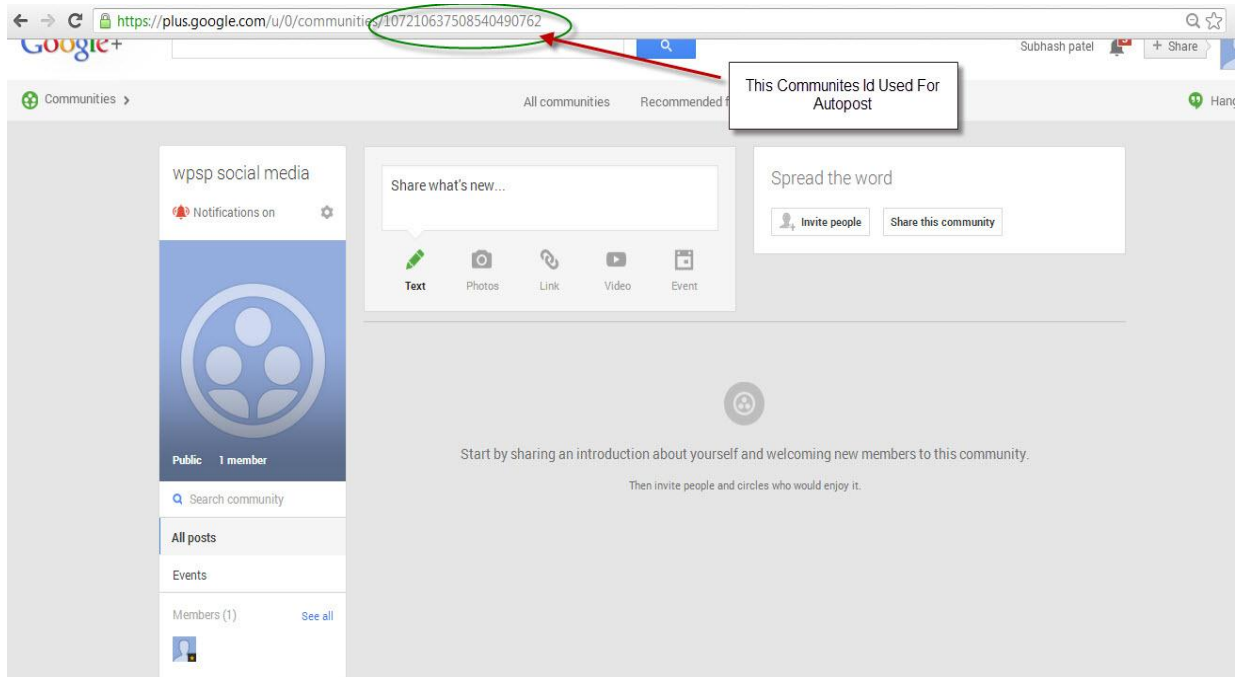 https://plus.google.com/u/0/communities/107210637508540490762
Google+
Subhash patel
+ Share
This Communites Id Used For
Autopost
Communities >
All communities
Recommended f
Hang
wpsp social media
Notifications on
Share what's new...
Text
Photos
Link
Video
Event
Spread the word
Invite people
Share this community
Public
1 member
Search community
All posts
Events
Members (1)
See all
Start by sharing an introduction about yourself and welcoming new members to this community.
Then invite people and circles who would enjoy it.